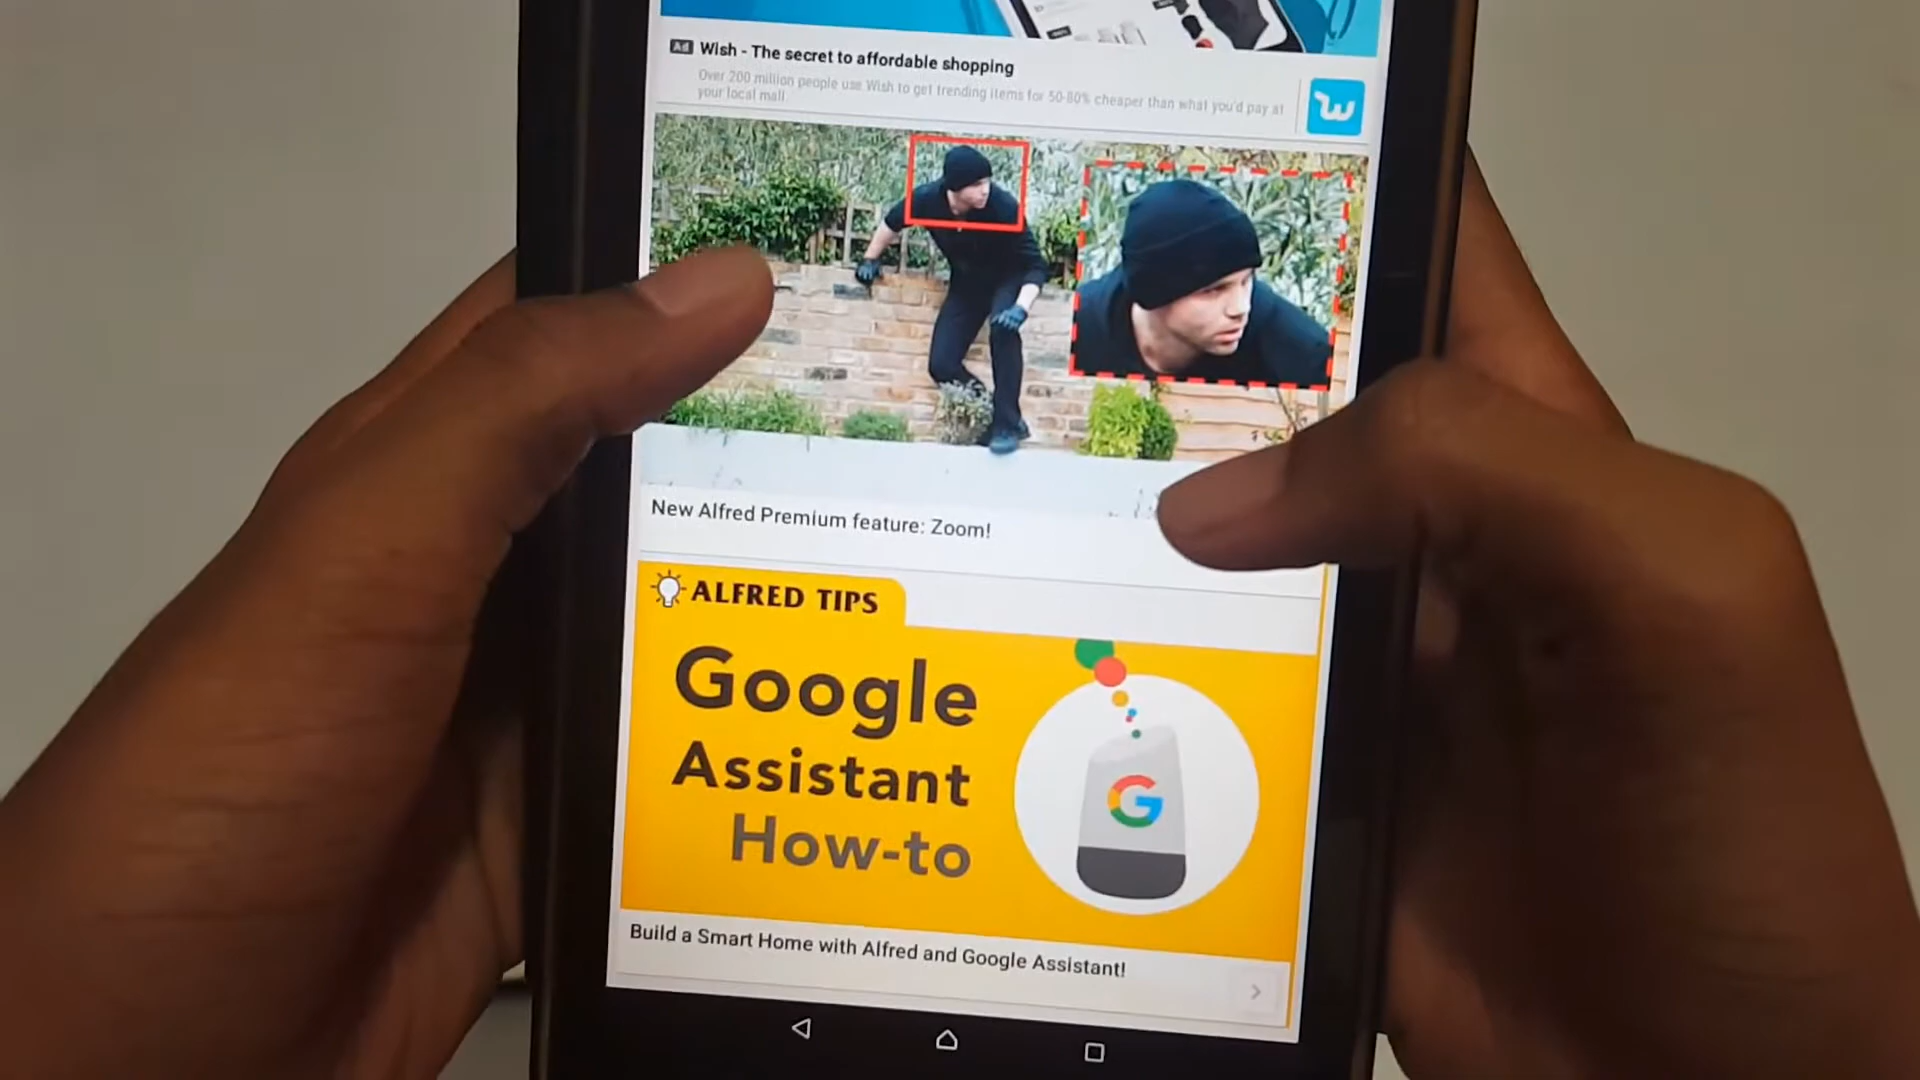 Ad Wish - The secret to affordable shopping
Over 200 million people use Wish to get trending items for 50-80% cheaper than what you'd pay at
your local mall.
New Alfred Premium feature: Zoom!
ALFRED TIPS
Google
Assistant
How-to
G
Build a Smart Home with Alfred and Google Assistant!